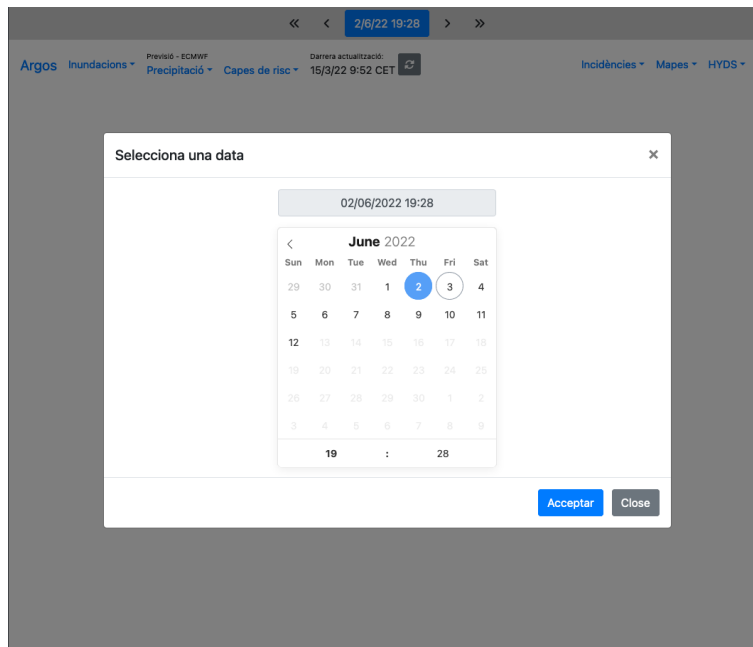 « < 2/6/22 19:28 > »
Previsió - ECMWF Darrera actualització:
Argos Inundacions Precipitació Capes de risc 15/3/22 9:52 CET Incidències Mapes HYDS
Selecciona una data ×
02/06/2022 19:28
June 2022
Sun Mon Tue Wed Thu Fri Sat
29 30 31 1 2 3 4
5 6 7 8 9 10 11
12 13 14 15 16 17 18
19 20 21 22 23 24 25
26 27 28 29 30 1 2
3 4 5 6 7 8 9
19 : 28
Acceptar Close